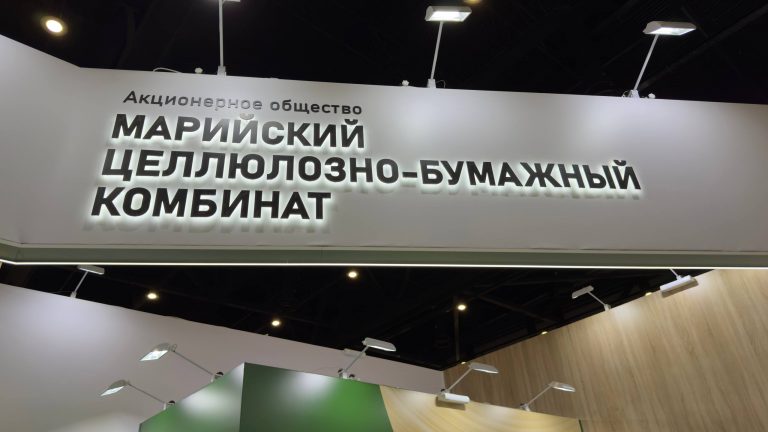 Акционерное общество
МАРИЙСКИЙ
ЦЕЛЛЮЛОЗНО-БУМАЖНЫЙ
КОМБИНАТ